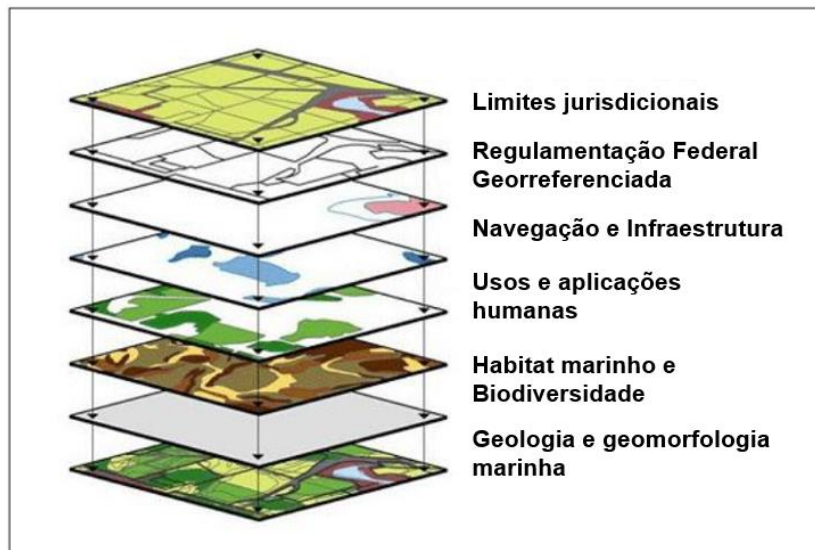 Limites jurisdicionais
Regulamentação Federal
Georreferenciada
Navegação e Infraestrutura
Usos e aplicações
humanas
Habitat marinho e
Biodiversidade
Geologia e geomorfologia
marinha